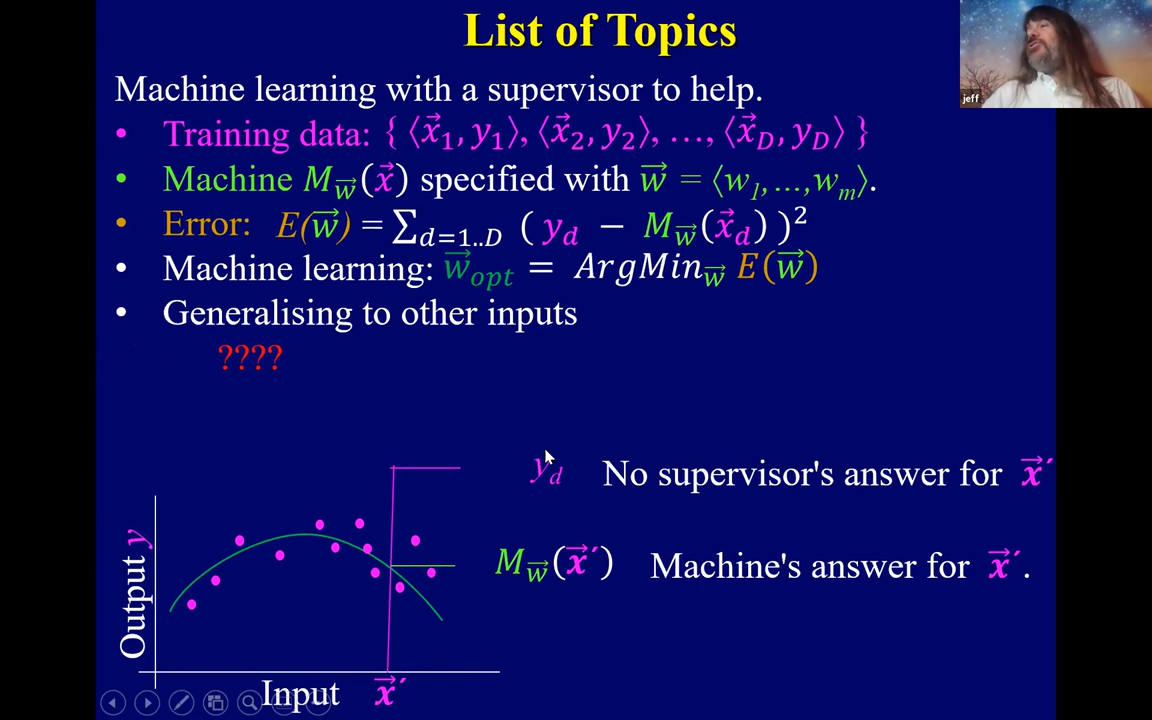 List of Topics
jeff
Machine learning with a supervisor to help.
• Training data: { ⟨x⃗₁, y₁⟩, ⟨x⃗₂, y₂⟩, …, ⟨x⃗_D, y_D⟩ }
• Machine M_w⃗(x⃗) specified with w⃗ = ⟨w₁,…,wₘ⟩.
• Error: E(w⃗) = ∑_{d=1..D} ( y_d − M_w⃗(x⃗_d) )²
• Machine learning: w⃗_opt = ArgMin_w⃗ E(w⃗)
• Generalising to other inputs
????
y_d No supervisor's answer for x⃗´
M_w⃗(x⃗´) Machine's answer for x⃗´.
Output y
Input x⃗´